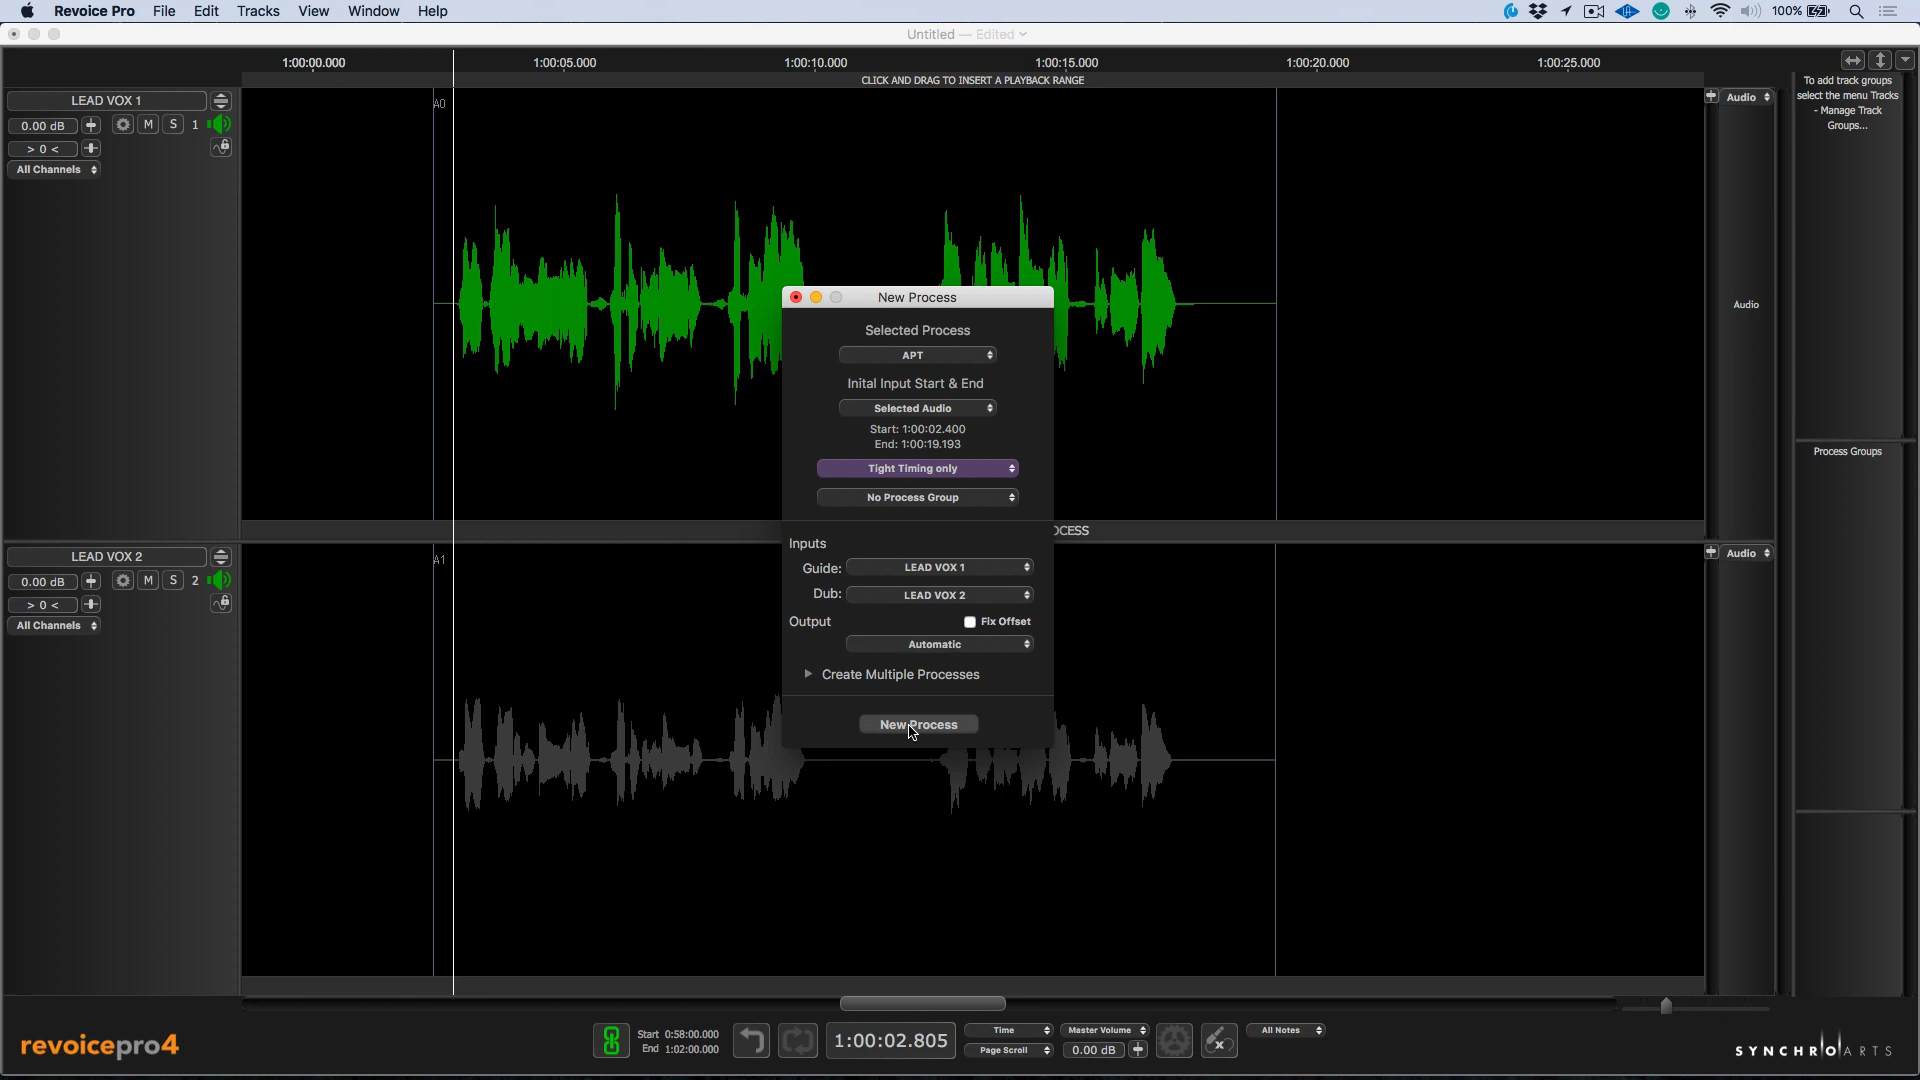 Revoice Pro File Edit Tracks View Window Help
100%
Untitled — Edited
1:00:00.000 1:00:05.000 1:00:10.000 1:00:15.000 1:00:20.000 1:00:25.000
CLICK AND DRAG TO INSERT A PLAYBACK RANGE
To add track groups
select the menu Tracks
- Manage Track
Groups...
LEAD VOX 1
A0
Audio
0.00 dB M S 1
> 0 <
All Channels
New Process
Audio
Selected Process
APT
Inital Input Start & End
Selected Audio
Start: 1:00:02.400
End: 1:00:19.193
Process Groups
Tight Timing only
No Process Group
OCESS
Inputs
LEAD VOX 2
A1
Audio
Guide: LEAD VOX 1
0.00 dB M S 2
Dub: LEAD VOX 2
> 0 <
All Channels
Output Fix Offset
Automatic
Create Multiple Processes
New Process
revoicepro4
Start 0:58:00.000
End 1:02:00.000
1:00:02.805
Time
Page Scroll
Master Volume
0.00 dB
x
All Notes
SYNCHROARTS